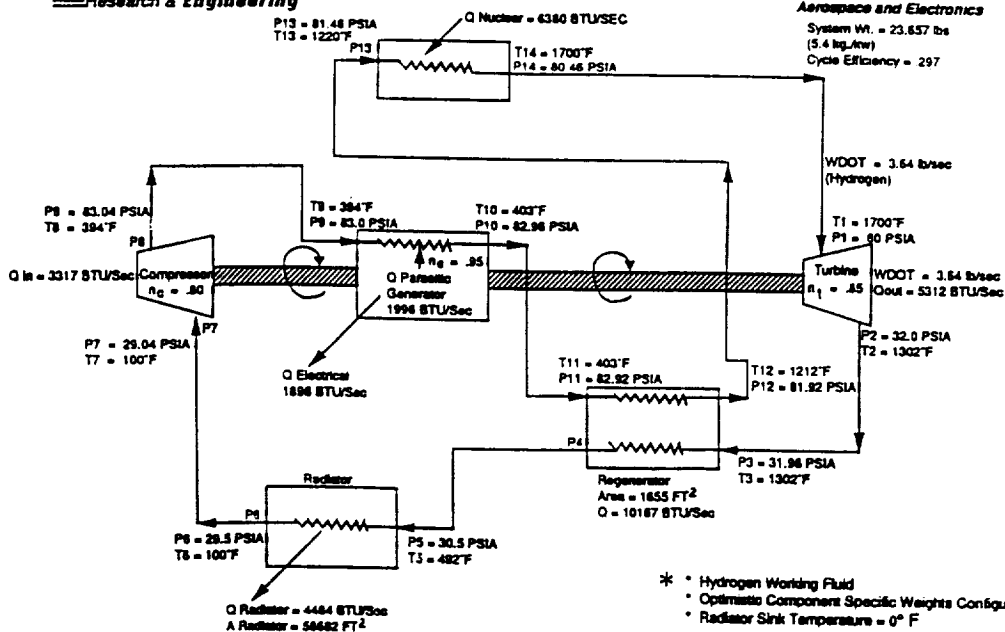 Research & Engineering
Aerospace and Electronics
System Wt. = 23.657 lbs
(5.4 kg./kw)
Cycle Efficiency = 297
Q Nuclear = 6380 BTU/SEC
P13 = 81.46 PSIA
T13 = 1220°F
P13
T14 = 1700°F
P14 = 80.46 PSIA
WDOT = 3.64 lb/sec
(Hydrogen)
P8 = 83.04 PSIA
T8 = 394°F
P8
T9 = 394°F
P9 = 83.0 PSIA
T10 = 403°F
P10 = 82.96 PSIA
T1 = 1700°F
P1 = 80 PSIA
Q in = 3317 BTU/Sec
Compressor
n c = .80
n e = .95
Q Parasitic
Generator
1996 BTU/Sec
Turbine
n t = .85
WDOT = 3.64 lb/sec
Qout = 5312 BTU/Sec
P7
P7 = 29.04 PSIA
T7 = 100°F
P2 = 32.0 PSIA
T2 = 1302°F
Q Electrical
1896 BTU/Sec
T11 = 403°F
P11 = 82.92 PSIA
T12 = 1212°F
P12 = 81.92 PSIA
P4
P3 = 31.96 PSIA
T3 = 1302°F
Regenerator
Area = 1655 FT2
Q = 10167 BTU/Sec
Radiator
P6
P6 = 29.5 PSIA
T6 = 100°F
P5 = 30.5 PSIA
T5 = 492°F
Q Radiator = 4484 BTU/Sec
A Radiator = 58682 FT2
* • Hydrogen Working Fluid
• Optimistic Component Specific Weights Configu
• Radiator Sink Temperature = 0° F